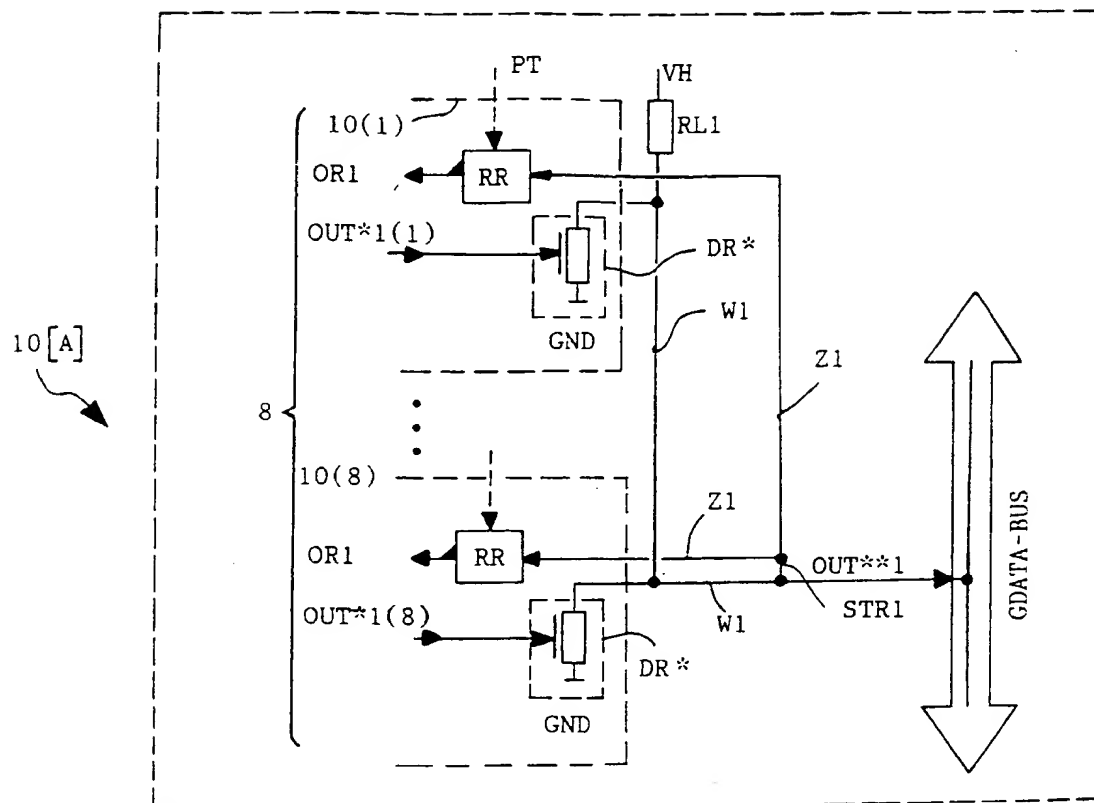 PT
VH
10(1)
RL1
OR1
RR
OUT*1(1)
DR*
GND
W1
10[A]
Z1
8
10(8)
Z1
OR1
RR
OUT**1
STR1
W1
OUT*1(8)
DR*
GND
GDATA-BUS